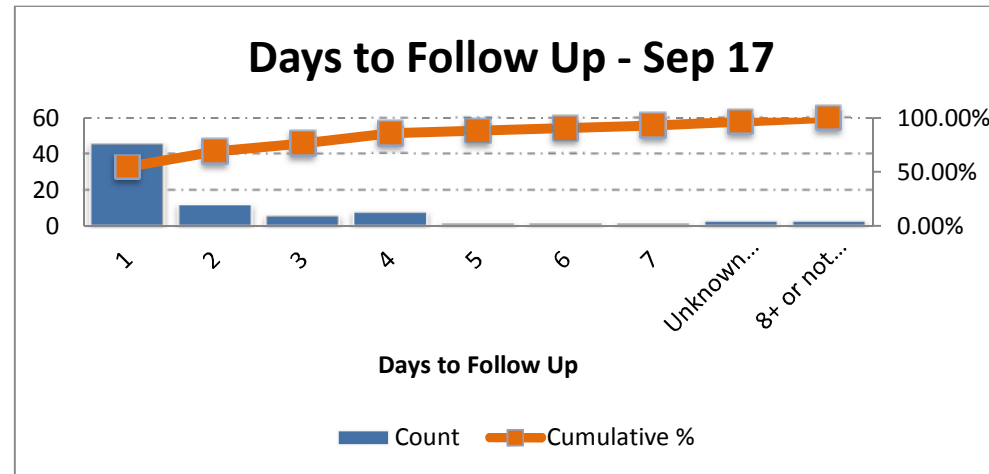 Days to Follow Up - Sep 17
60
40
20
0
100.00%
50.00%
0.00%
1
2
3
4
5
6
7
Unknown...
8+ or not...
Days to Follow Up
Count
Cumulative %